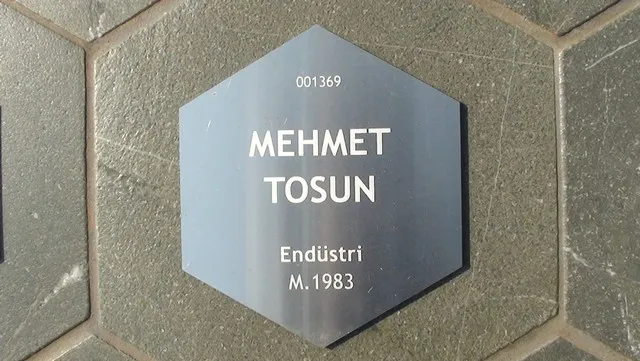 001369
MEHMET
TOSUN
Endüstri
M.1983